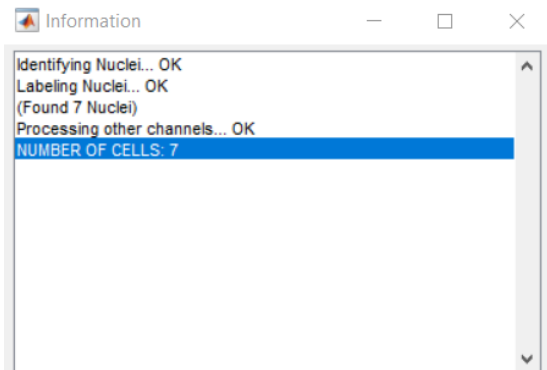 Information
Identifying Nuclei... OK
Labeling Nuclei... OK
(Found 7 Nuclei)
Processing other channels... OK
NUMBER OF CELLS: 7